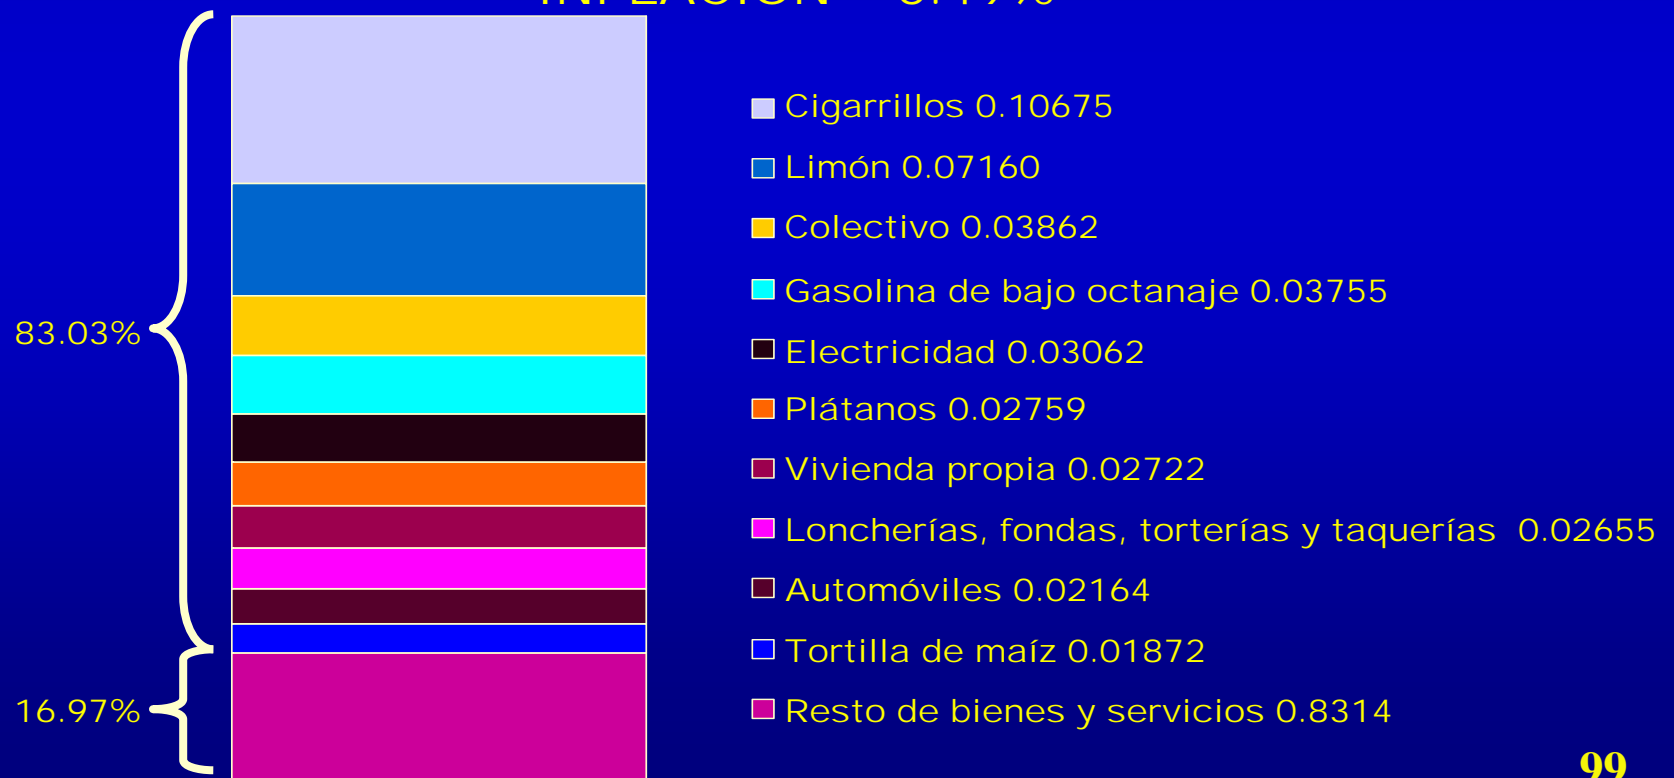 83.03%
16.97%
Cigarrillos 0.10675
Limón 0.07160
Colectivo 0.03862
Gasolina de bajo octanaje 0.03755
Electricidad 0.03062
Plátanos 0.02759
Vivienda propia 0.02722
Loncherías, fondas, torterías y taquerías 0.02655
Automóviles 0.02164
Tortilla de maíz 0.01872
Resto de bienes y servicios 0.8314
99